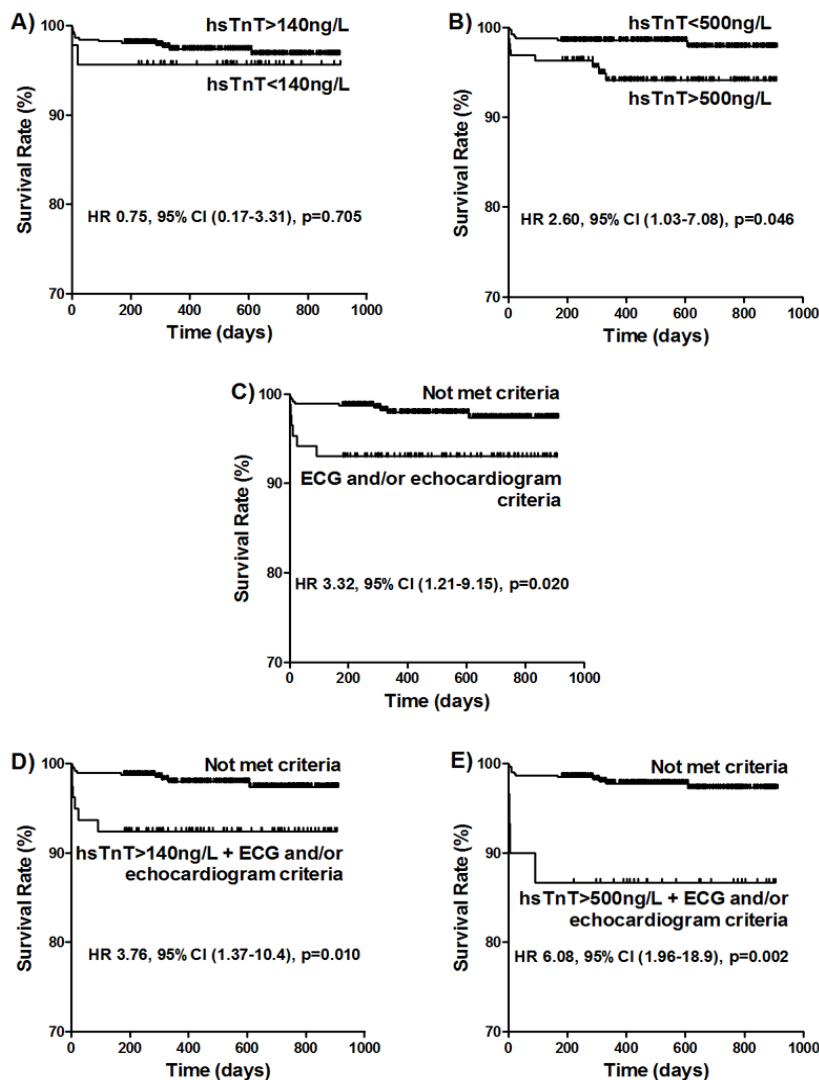 A)
hsTnT>140ng/L
100
hsTnT<140ng/L
90
Survival Rate (%)
HR 0.75, 95% CI (0.17-3.31), p=0.705
80
70
0 200 400 600 800 1000
Time (days)
B)
hsTnT<500ng/L
100
hsTnT>500ng/L
90
Survival Rate (%)
HR 2.60, 95% CI (1.03-7.08), p=0.046
80
70
0 200 400 600 800 1000
Time (days)
C)
Not met criteria
100
ECG and/or echocardiogram
criteria
90
Survival Rate (%)
HR 3.32, 95% CI (1.21-9.15), p=0.020
80
70
0 200 400 600 800 1000
Time (days)
D)
Not met criteria
100
hsTnT>140ng/L + ECG and/or
echocardiogram criteria
90
Survival Rate (%)
HR 3.76, 95% CI (1.37-10.4), p=0.010
80
70
0 200 400 600 800 1000
Time (days)
E)
Not met criteria
100
hsTnT>500ng/L + ECG and/or
echocardiogram criteria
90
Survival Rate (%)
HR 6.08, 95% CI (1.96-18.9), p=0.002
80
70
0 200 400 600 800 1000
Time (days)